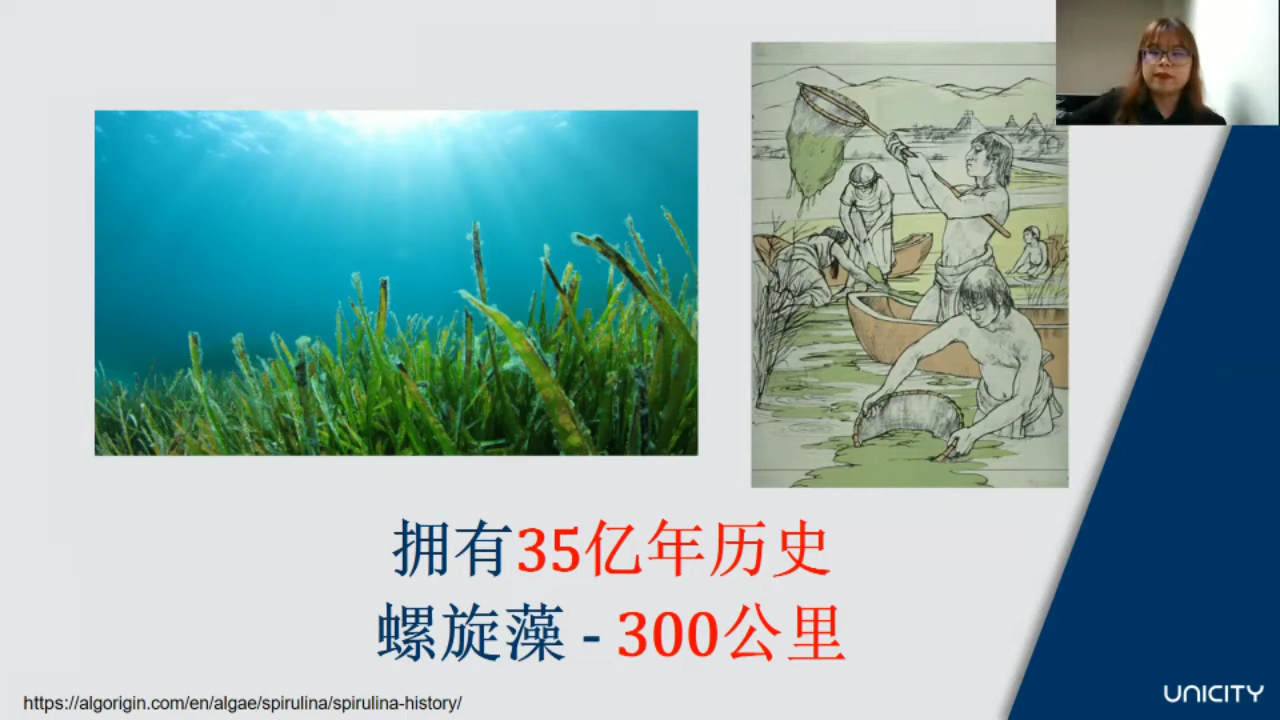 拥有35亿年历史
螺旋藻 - 300公里
https://algorigin.com/en/algae/spirulina/spirulina-history/
UNICITY